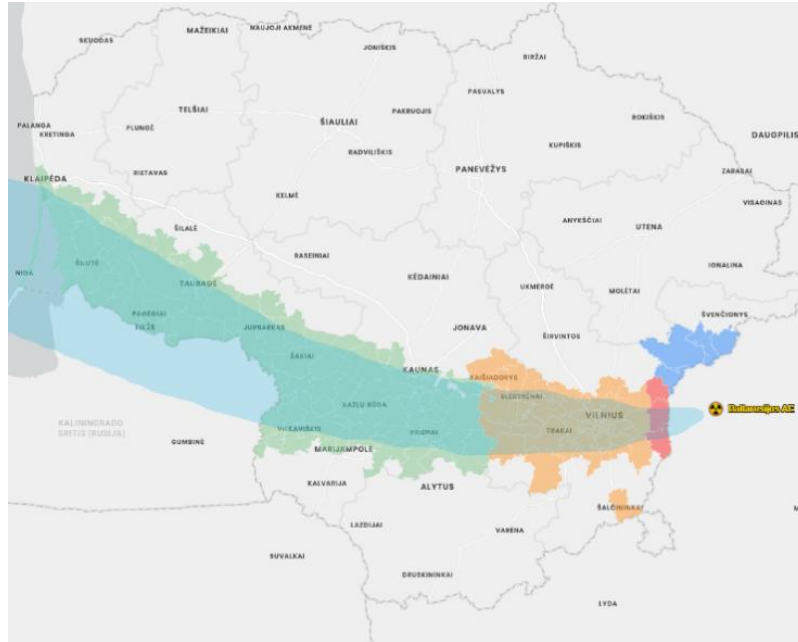 SKUODAS
MAŽEIKIAI
NAUJOJI AKMENĖ
JONIŠKIS
BIRŽAI
PASVALYS
TELŠIAI
ŠIAULIAI
PAKRUOJIS
ROKIŠKIS
PALANGA
KRETINGA
PLUNGĖ
RADVILIŠKIS
KUPIŠKIS
DAUGPILIS
KLAIPĖDA
RIETAVAS
PANEVĖŽYS
ZARASAI
KELMĖ
VISAGINAS
ŠILALĖ
ANYKŠČIAI
UTENA
RASEINIAI
IGNALINA
NIDA
ŠILUTĖ
TAURAGĖ
KĖDAINIAI
UKMERGĖ
MOLĖTAI
PAGĖGIAI
TILŽĖ
JURBARKAS
JONAVA
ŠIRVINTOS
ŠVENČIONYS
ŠAKIAI
KAUNAS
KAIŠIADORYS
ELEKTRĖNAI
KAZLŲ RŪDA
VILNIUS
Baltarusijos AE
KALININGRADO
SRITIS (RUSIJA)
GUMBINĖ
VILKAVIŠKIS
PRIENAI
TRAKAI
MARIJAMPOLĖ
KALVARIJA
ALYTUS
ŠALČININKAI
LAZDIJAI
VARĖNA
SUVALKAI
DRUSKININKAI
LYDA